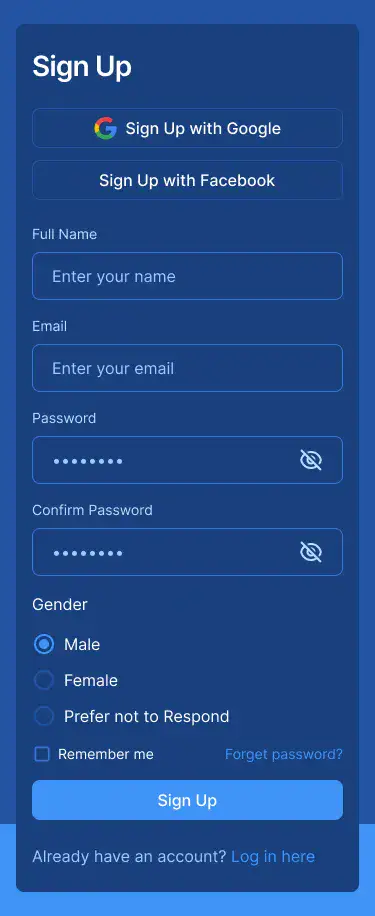 Sign Up
Sign Up with Google
Sign Up with Facebook
Full Name
Enter your name
Email
Enter your email
Password
••••••••
Confirm Password
••••••••
Gender
Male
Female
Prefer not to Respond
Remember me Forget password?
Sign Up
Already have an account? Log in here